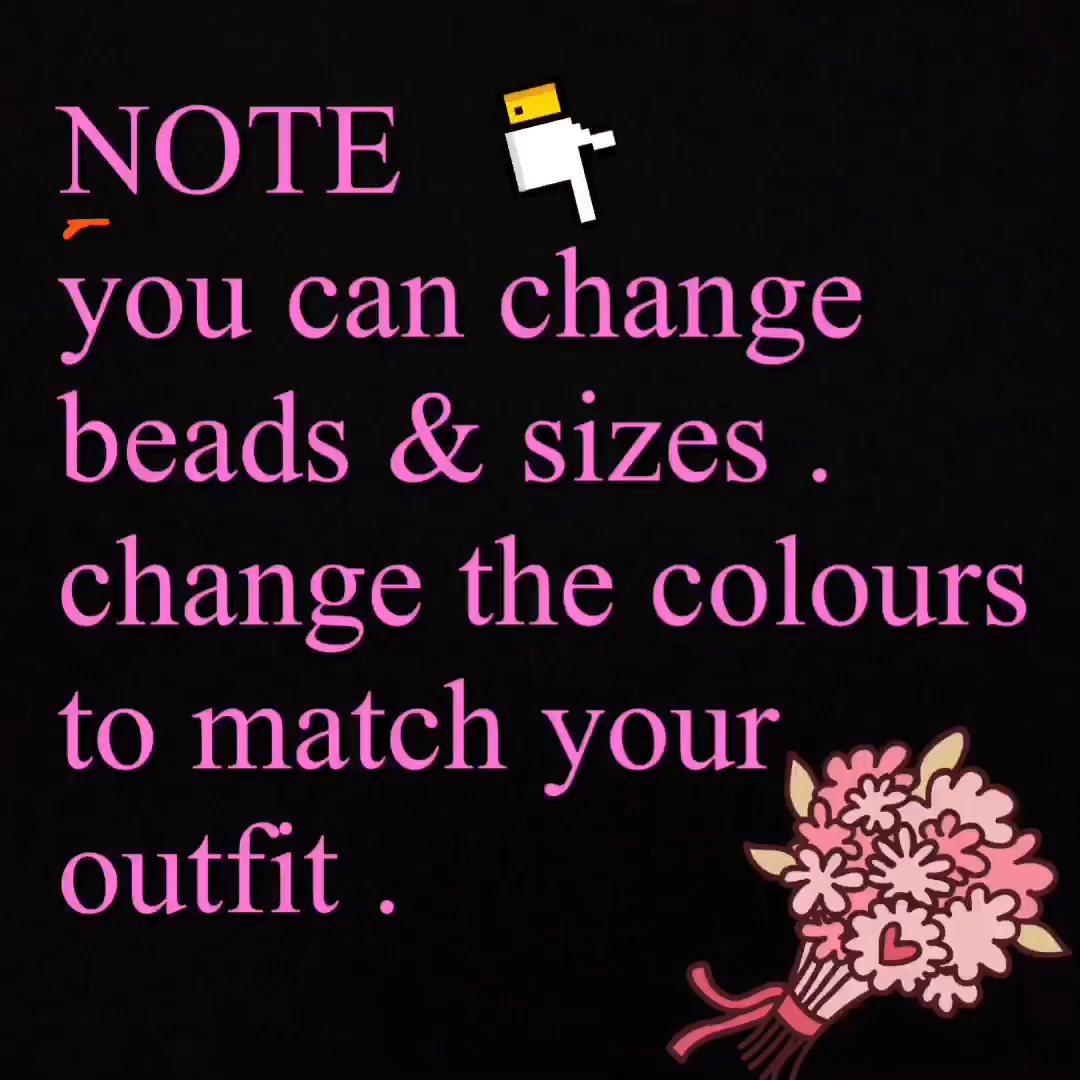 NOTE
you can change
beads & sizes .
change the colours
to match your
outfit .